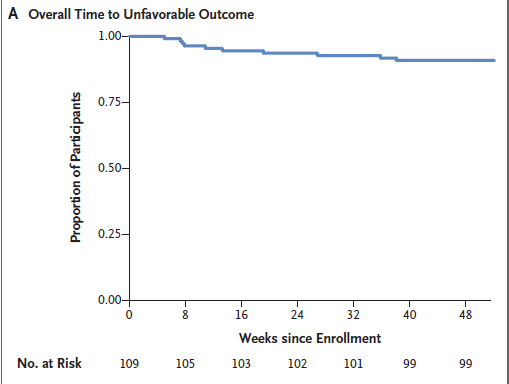 A Overall Time to Unfavorable Outcome
1.00
0.75
0.50
0.25
0.00
Proportion of Participants
0 8 16 24 32 40 48
Weeks since Enrollment
No. at Risk 109 105 103 102 101 99 99